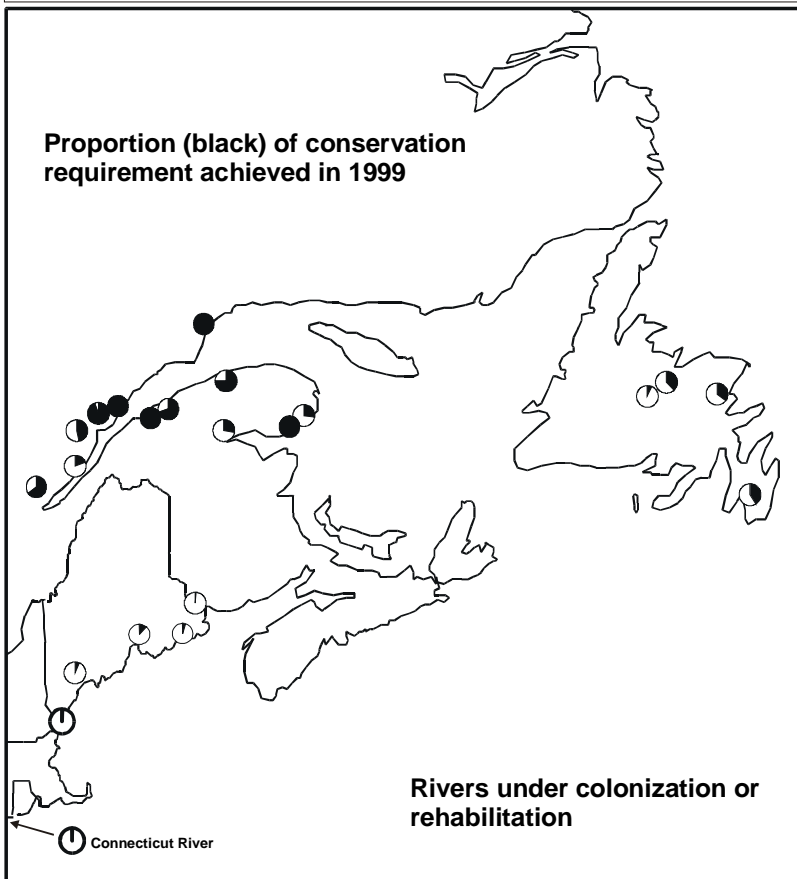 Proportion (black) of conservation
requirement achieved in 1999
Rivers under colonization or
rehabilitation
Connecticut River